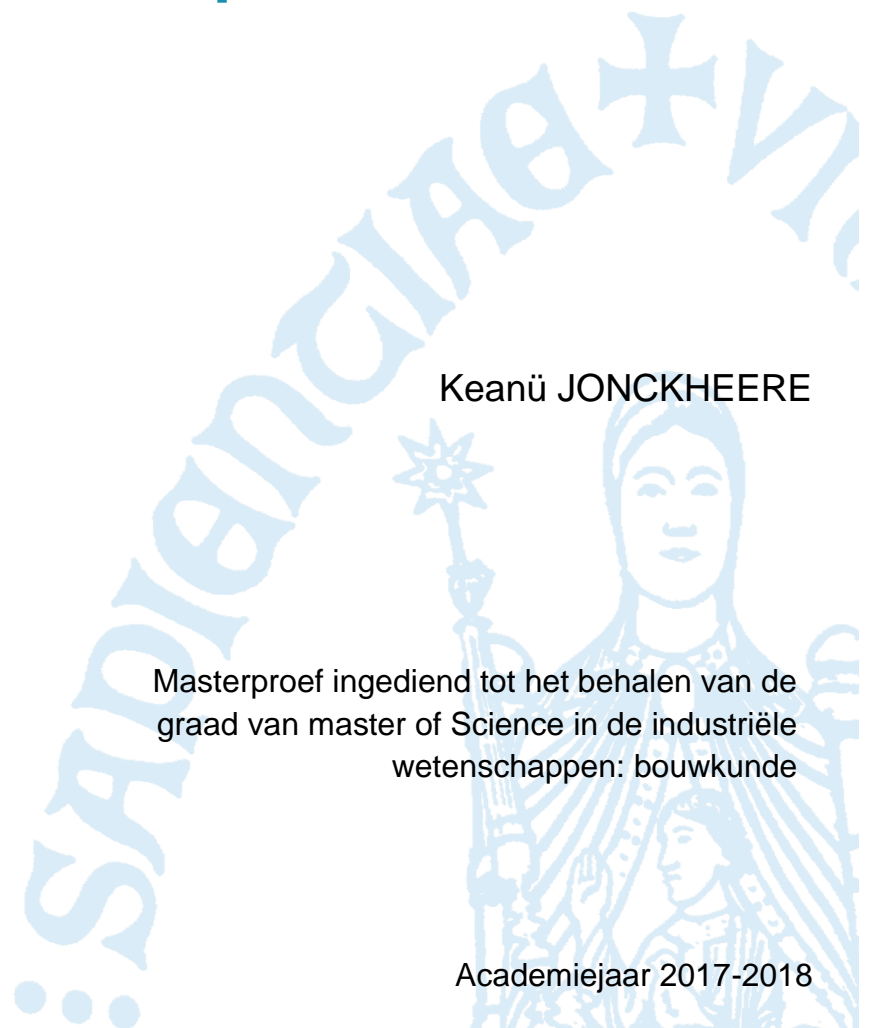 Keanü JONCKHEERE
Masterproef ingediend tot het behalen van de
graad van master of Science in de industriële
wetenschappen: bouwkunde
Academiejaar 2017-2018
SAPIENTIAE